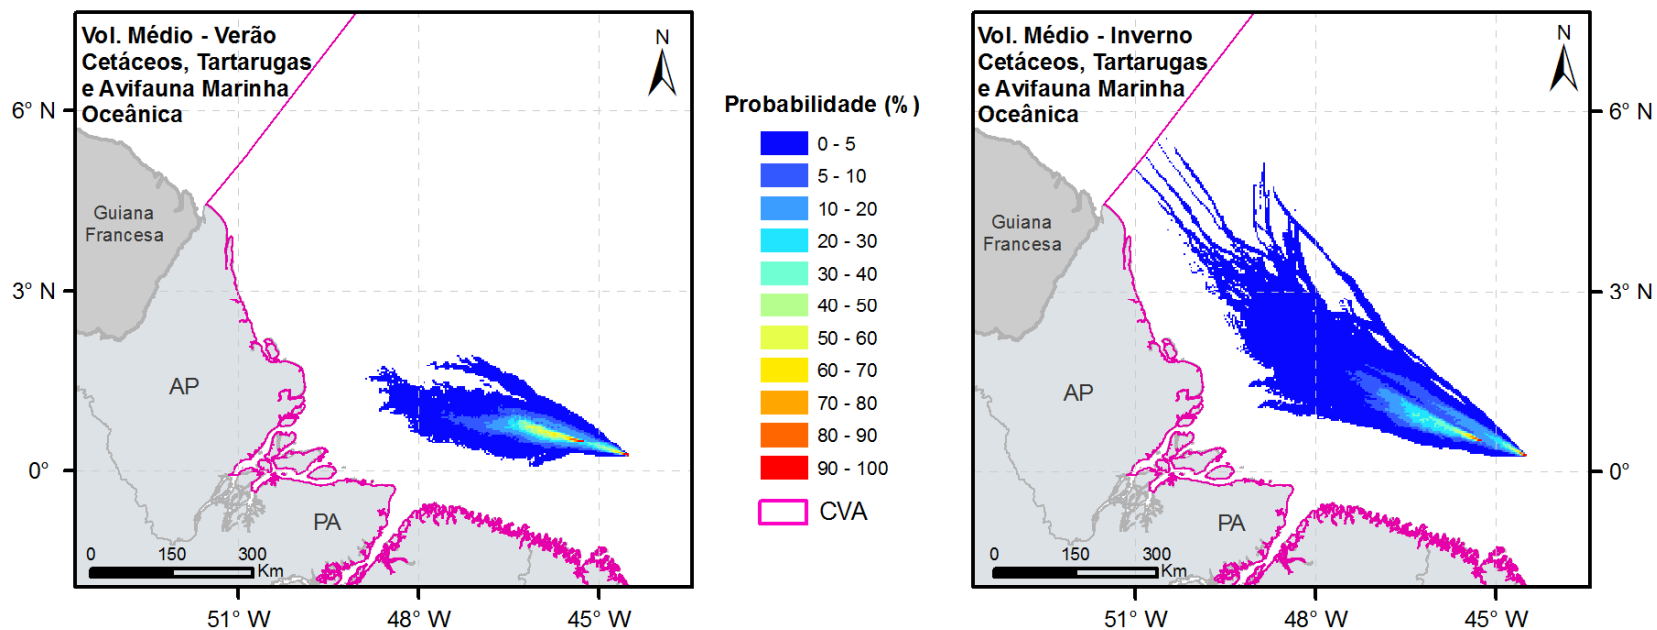 Vol. Médio - Verão
Cetáceos, Tartarugas
e Avifauna Marinha
Oceânica
N
6° N
3° N
0°
Guiana
Francesa
AP
PA
0 150 300
Km
51° W 48° W 45° W
Probabilidade (%)
0 - 5
5 - 10
10 - 20
20 - 30
30 - 40
40 - 50
50 - 60
60 - 70
70 - 80
80 - 90
90 - 100
CVA
Vol. Médio - Inverno
Cetáceos, Tartarugas
e Avifauna Marinha
Oceânica
N
6° N
3° N
0°
Guiana
Francesa
AP
PA
0 150 300
Km
51° W 48° W 45° W